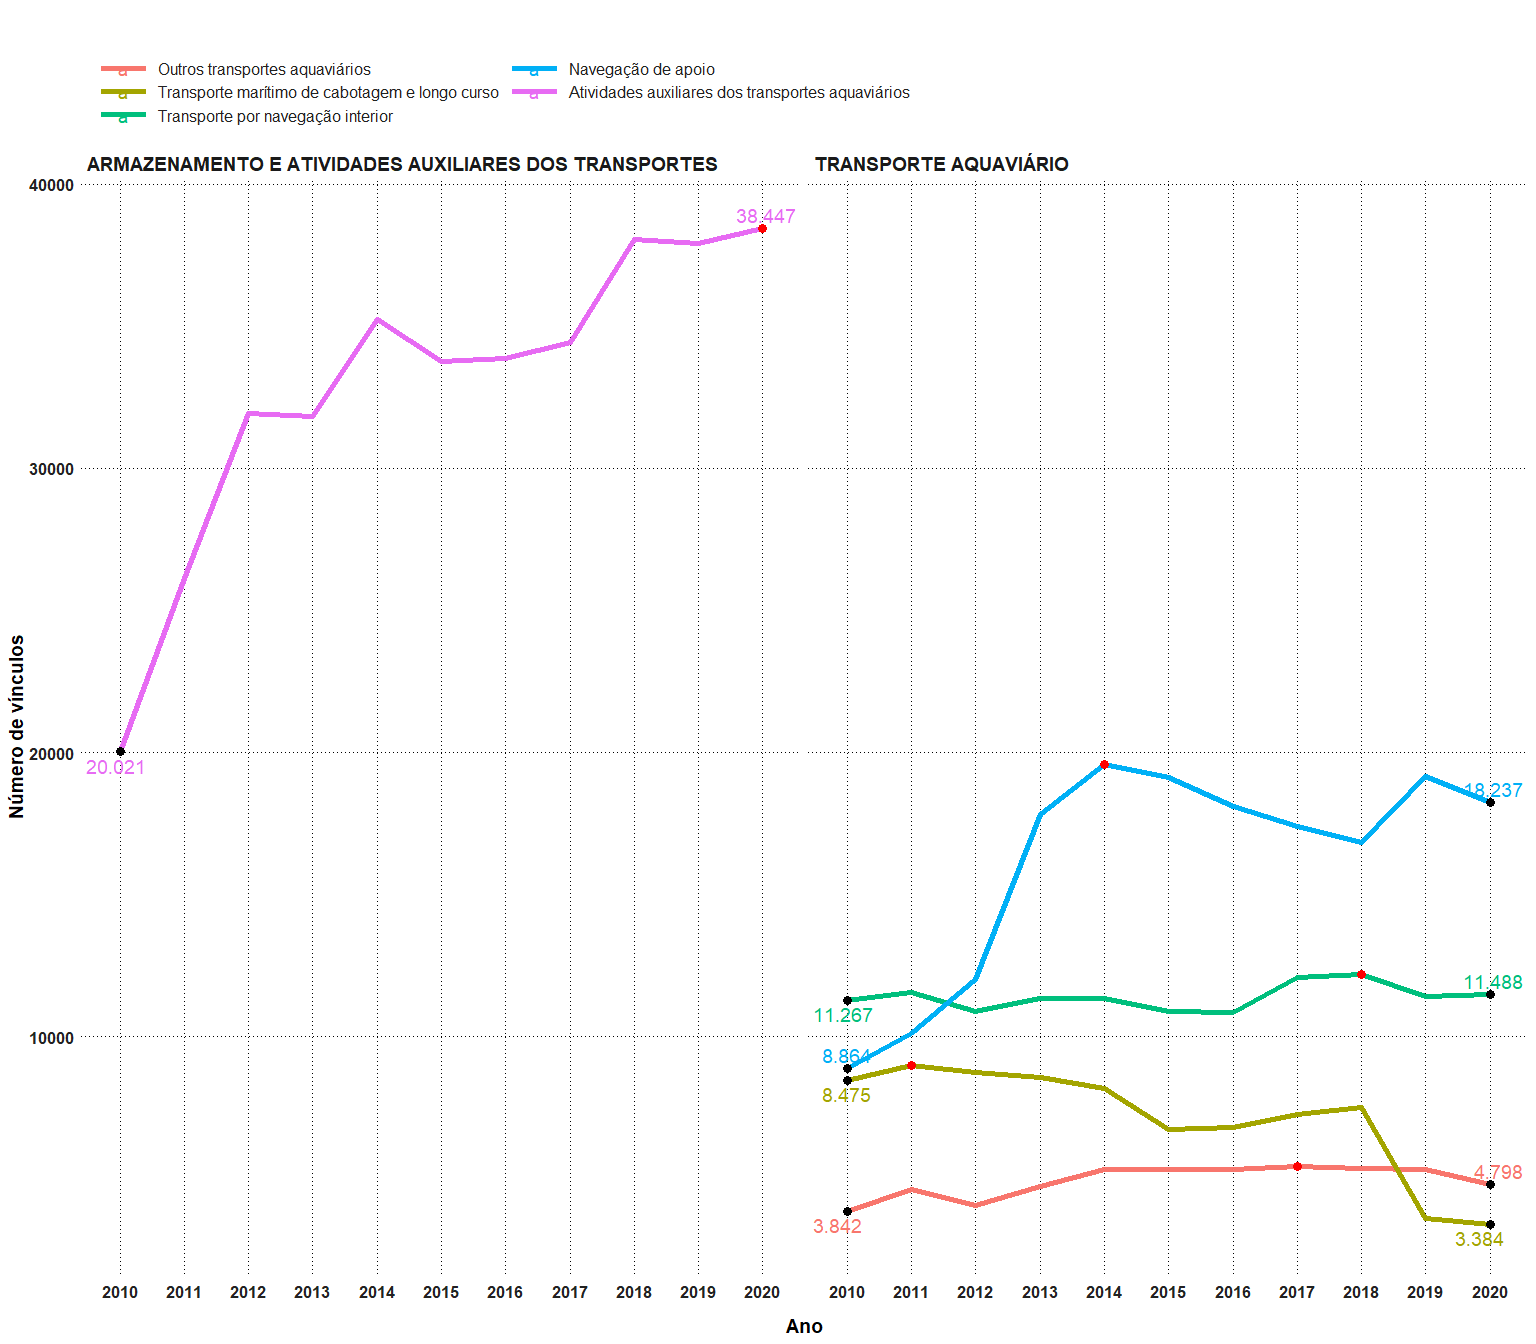 Outros transportes aquaviários
Navegação de apoio
Transporte marítimo de cabotagem e longo curso
Atividades auxiliares dos transportes aquaviários
Transporte por navegação interior
ARMAZENAMENTO E ATIVIDADES AUXILIARES DOS TRANSPORTES
TRANSPORTE AQUAVIÁRIO
40000
30000
20000
10000
Número de vínculos
38.447
20.021
18.237
11.488
11.267
8.864
8.475
4.798
3.842
3.384
2010 2011 2012 2013 2014 2015 2016 2017 2018 2019 2020
2010 2011 2012 2013 2014 2015 2016 2017 2018 2019 2020
Ano